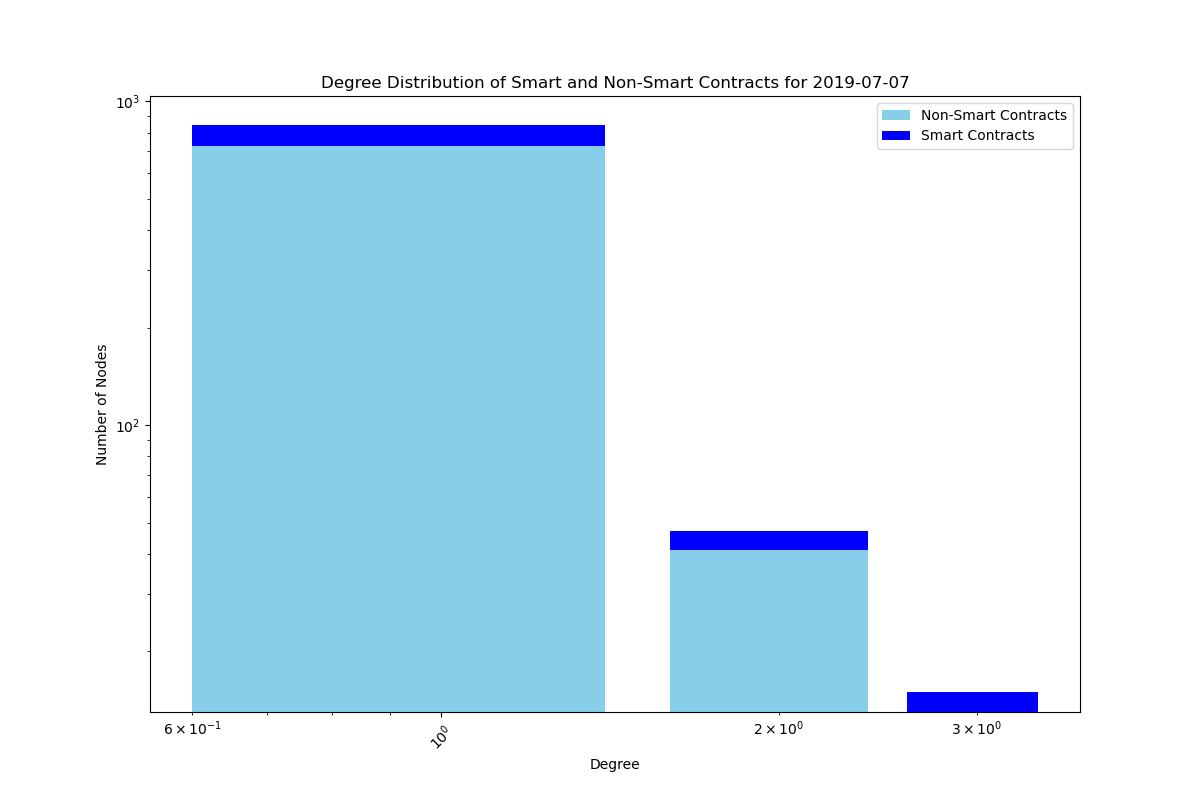 Degree Distribution of Smart and Non-Smart Contracts for 2019-07-07
Non-Smart Contracts
Smart Contracts
Number of Nodes
10³
10²
6 × 10⁻¹
10⁰
2 × 10⁰
3 × 10⁰
Degree